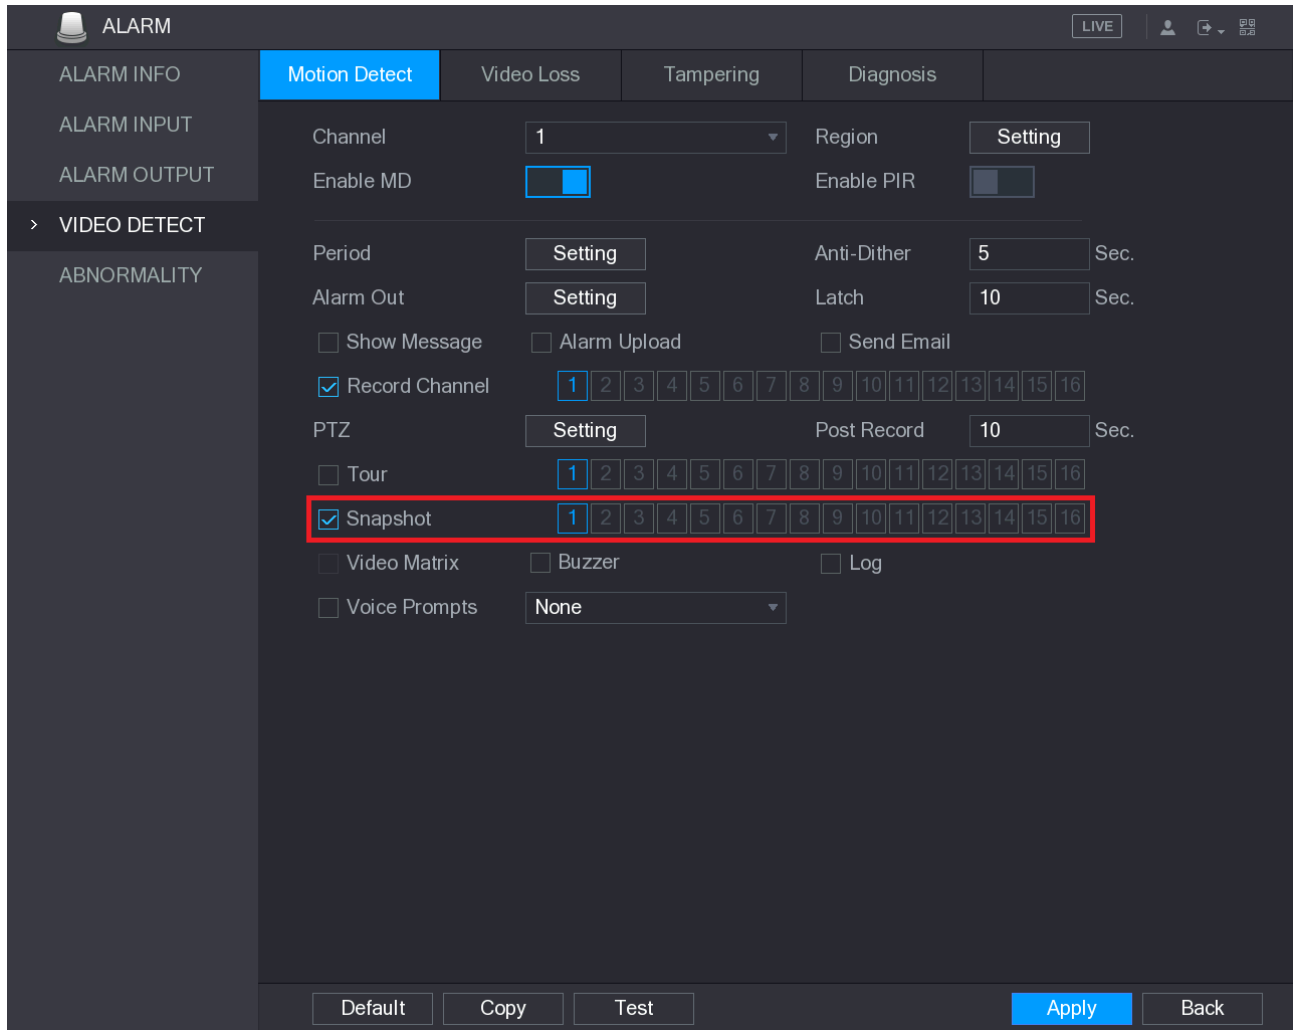 ALARM LIVE
ALARM INFO
ALARM INPUT
ALARM OUTPUT
VIDEO DETECT
ABNORMALITY
Motion Detect Video Loss Tampering Diagnosis
Channel 1 Region Setting
Enable MD Enable PIR
Period Setting Anti-Dither 5 Sec.
Alarm Out Setting Latch 10 Sec.
Show Message Alarm Upload Send Email
Record Channel 1 2 3 4 5 6 7 8 9 10 11 12 13 14 15 16
PTZ Setting Post Record 10 Sec.
Tour 1 2 3 4 5 6 7 8 9 10 11 12 13 14 15 16
Snapshot 1 2 3 4 5 6 7 8 9 10 11 12 13 14 15 16
Video Matrix Buzzer Log
Voice Prompts None
Default Copy Test Apply Back